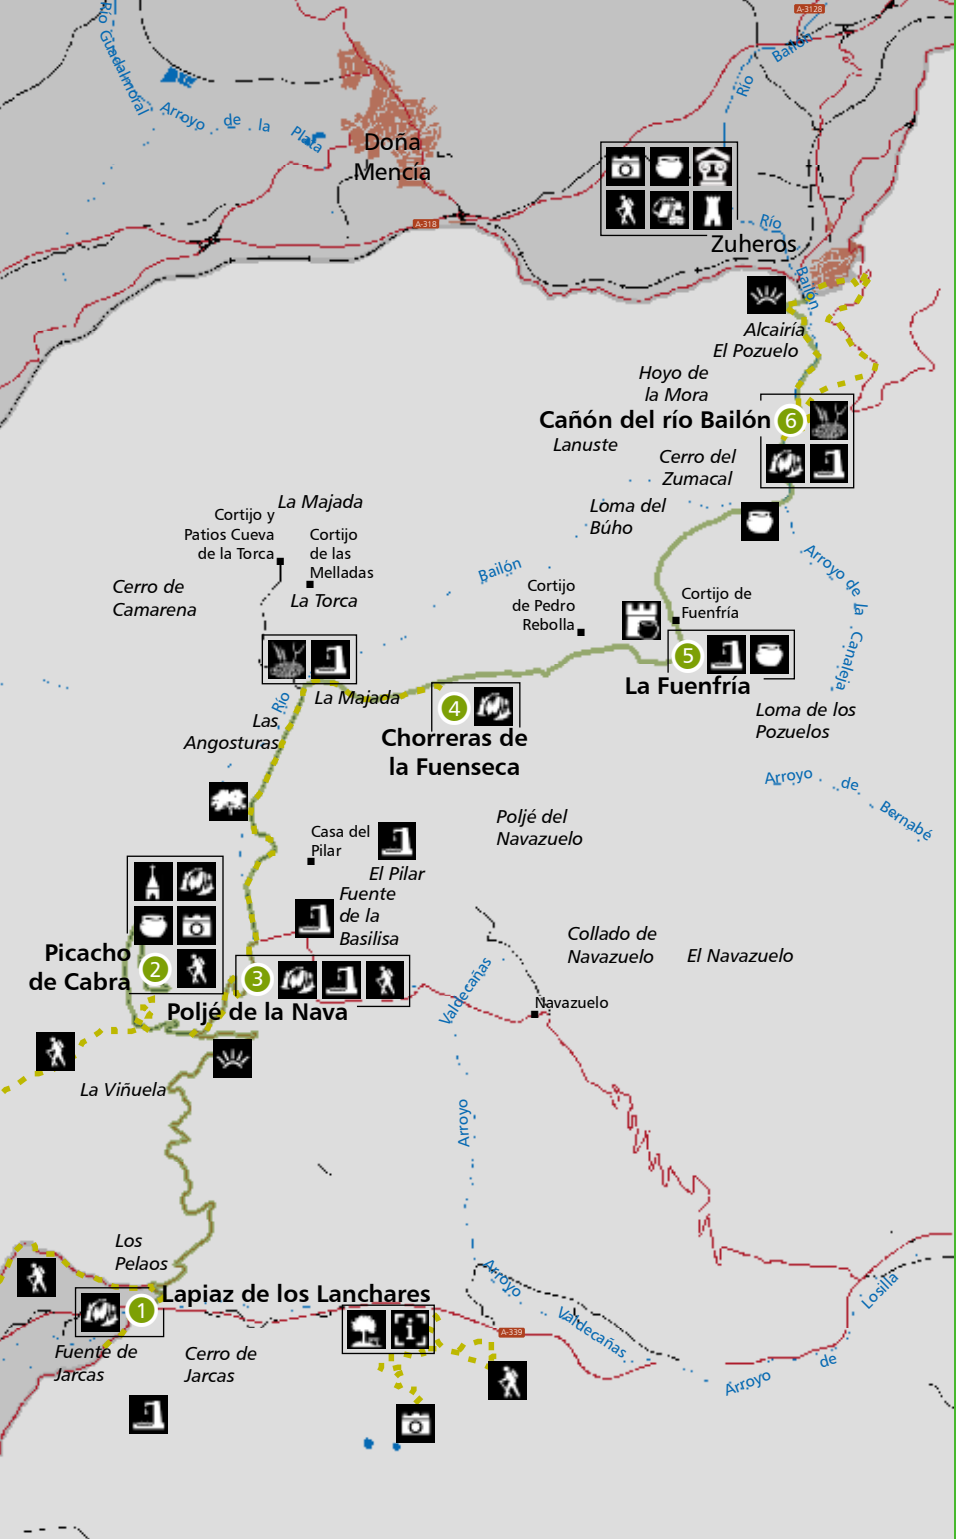 A-3128
Río Guadalmoral
Río
Bailón
Arroyo de la Plata
Doña
Mencía
A-318
Río
Bailón
Zuheros
Alcairía
El Pozuelo
Hoyo de
la Mora
Cañón del río Bailón
6
Lanuste
Cerro del
Zumacal
La Majada
Cortijo y
Patios Cueva
de la Torca
Cortijo
de las
Melladas
Loma del
Búho
Arroyo de la Canaleja
Bailón
Cerro de
Camarena
La Torca
Cortijo
de Pedro
Rebolla
Cortijo de
Fuenfría
5
La Fuenfría
La Majada
Río
4
Chorreras de
la Fuenseca
Las
Angosturas
Loma de los
Pozuelos
Arroyo de Bernabé
Poljé del
Navazuelo
Casa del
Pilar
El Pilar
Fuente
de la
Basilisa
Picacho
de Cabra
2
3
Poljé de la Nava
Collado de
Navazuelo
El Navazuelo
Valdecañas
Navazuelo
La Viñuela
Arroyo
Los
Pelaos
Lapiaz de los Lanchares
1
Arroyo
Valdecañas
A-339
Losilla
de
Arroyo
Fuente de
Jarcas
Cerro de
Jarcas